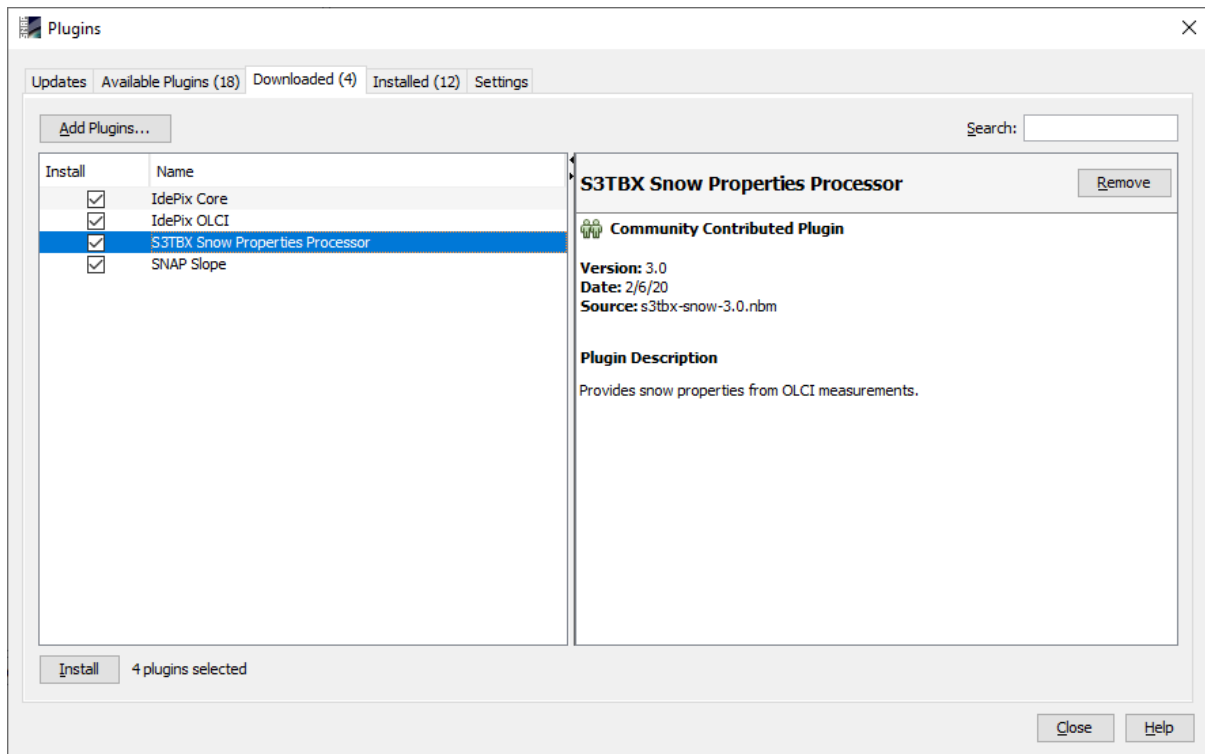 Plugins
Updates Available Plugins (18) Downloaded (4) Installed (12) Settings
Add Plugins...
Search:
Install Name
IdePix Core
IdePix OLCI
S3TBX Snow Properties Processor
SNAP Slope
S3TBX Snow Properties Processor
Remove
Community Contributed Plugin
Version: 3.0
Date: 2/6/20
Source: s3tbx-snow-3.0.nbm
Plugin Description
Provides snow properties from OLCI measurements.
Install 4 plugins selected
Close Help